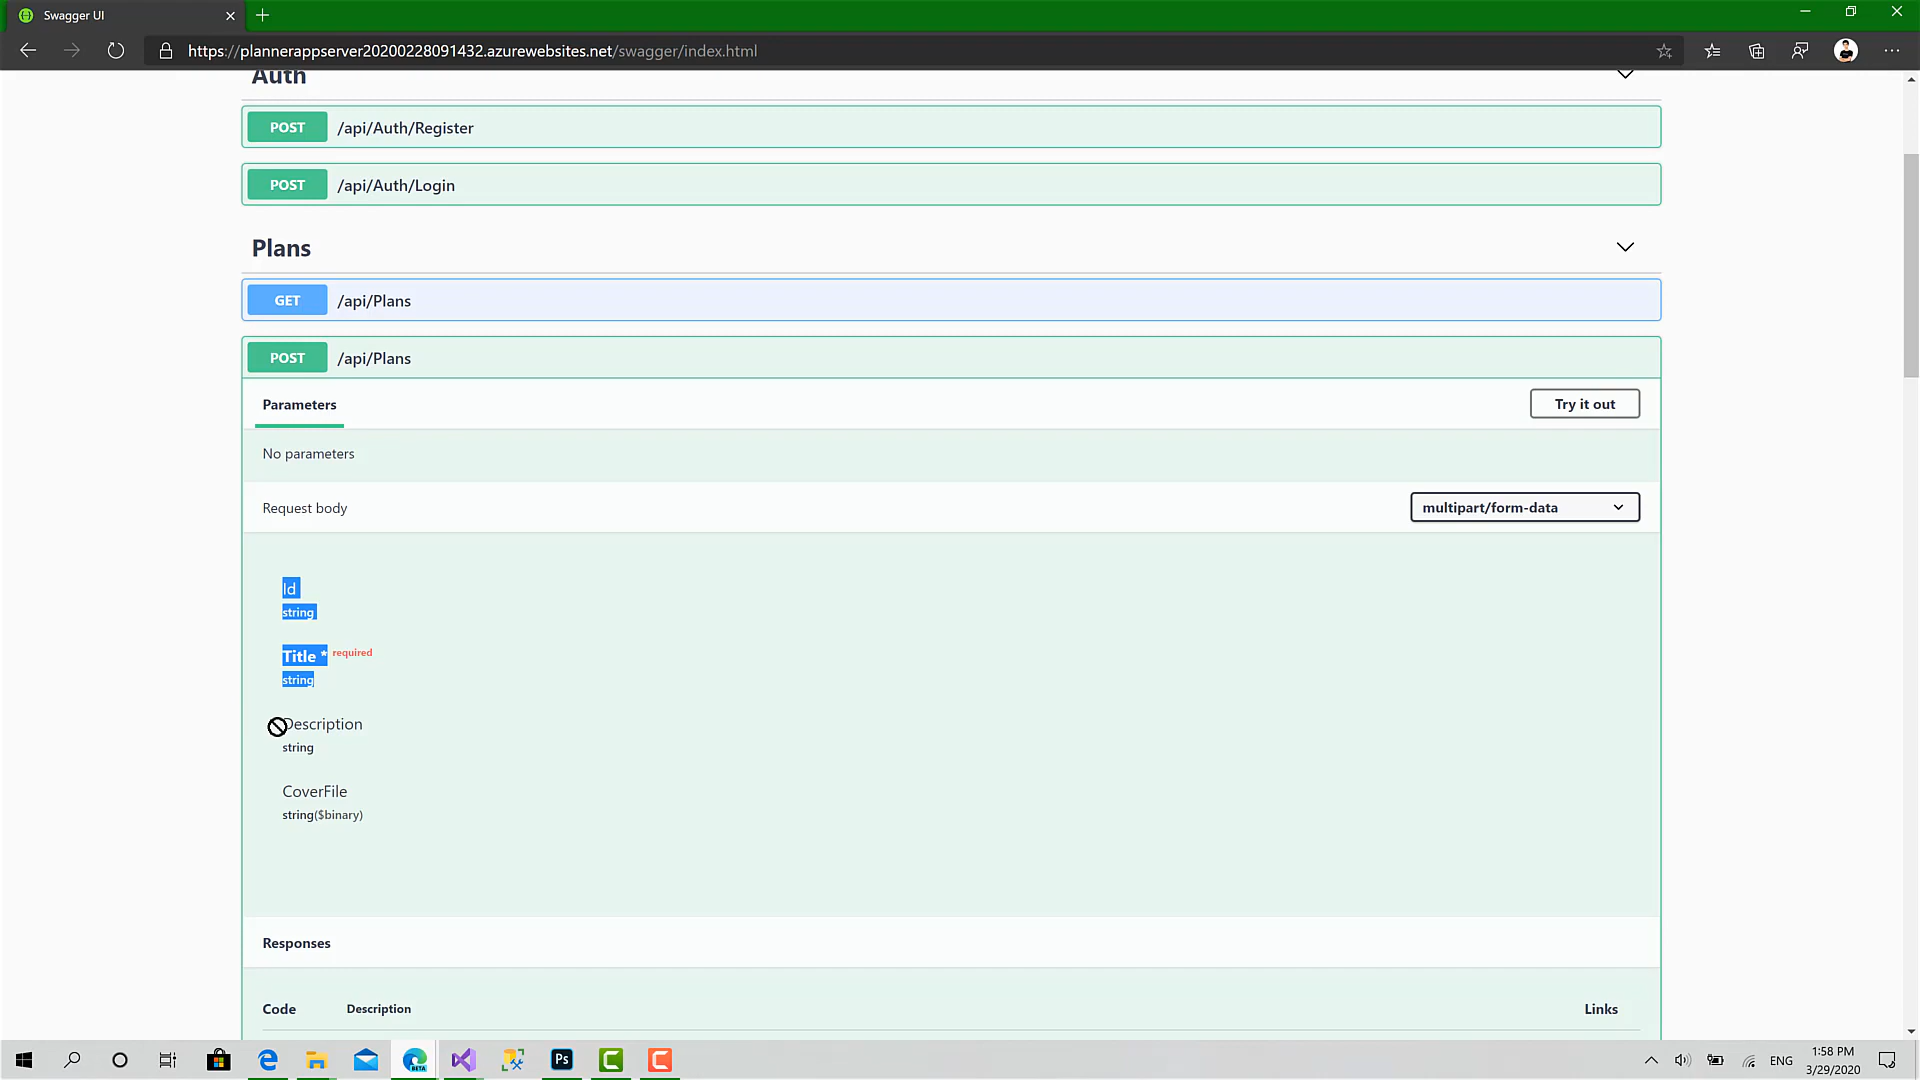 Swagger UI
https://plannerappserver20200228091432.azurewebsites.net/swagger/index.html
Auth
POST /api/Auth/Register
POST /api/Auth/Login
Plans
GET /api/Plans
POST /api/Plans
Parameters
Try it out
No parameters
Request body
multipart/form-data
Id
string
Title * required
string
Description
string
CoverFile
string($binary)
Responses
Code Description Links
BETA
Ps
C
C
ENG
1:58 PM
3/29/2020